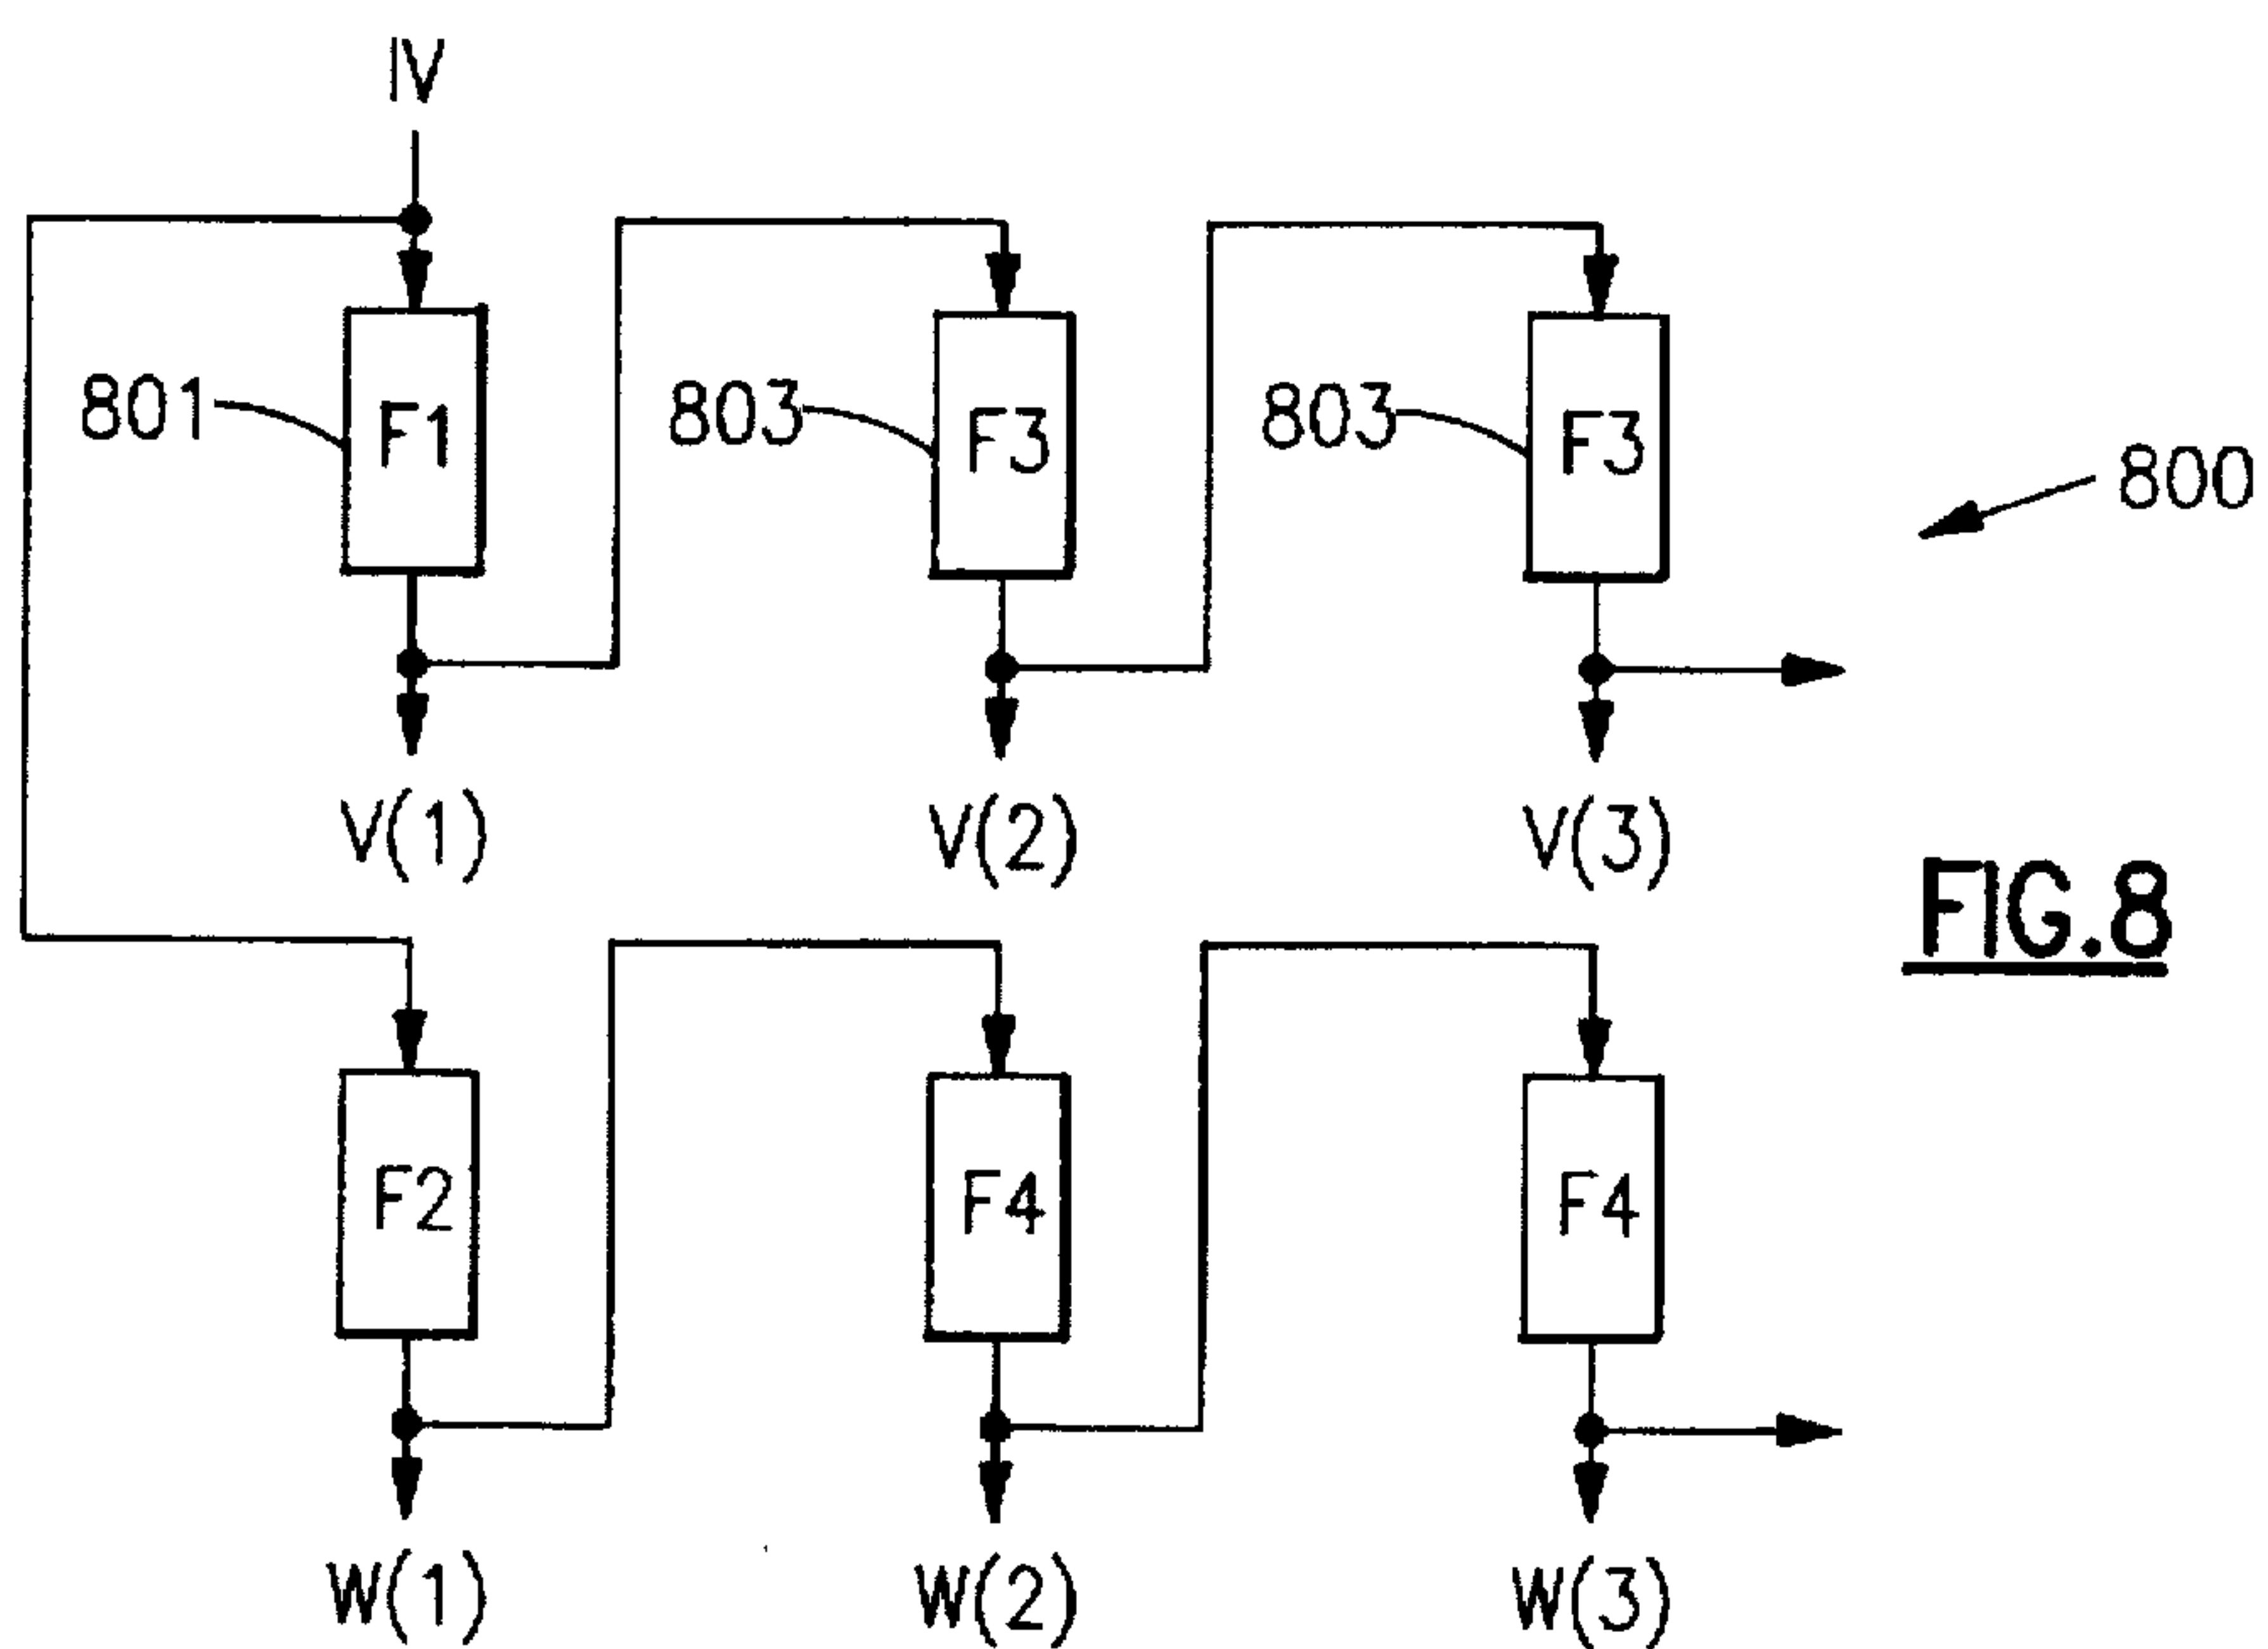 IV
801 F1 803 F3 803 F3
800
V(1) V(2) V(3)
FIG.8
F2 F4 F4
W(1) W(2) W(3)